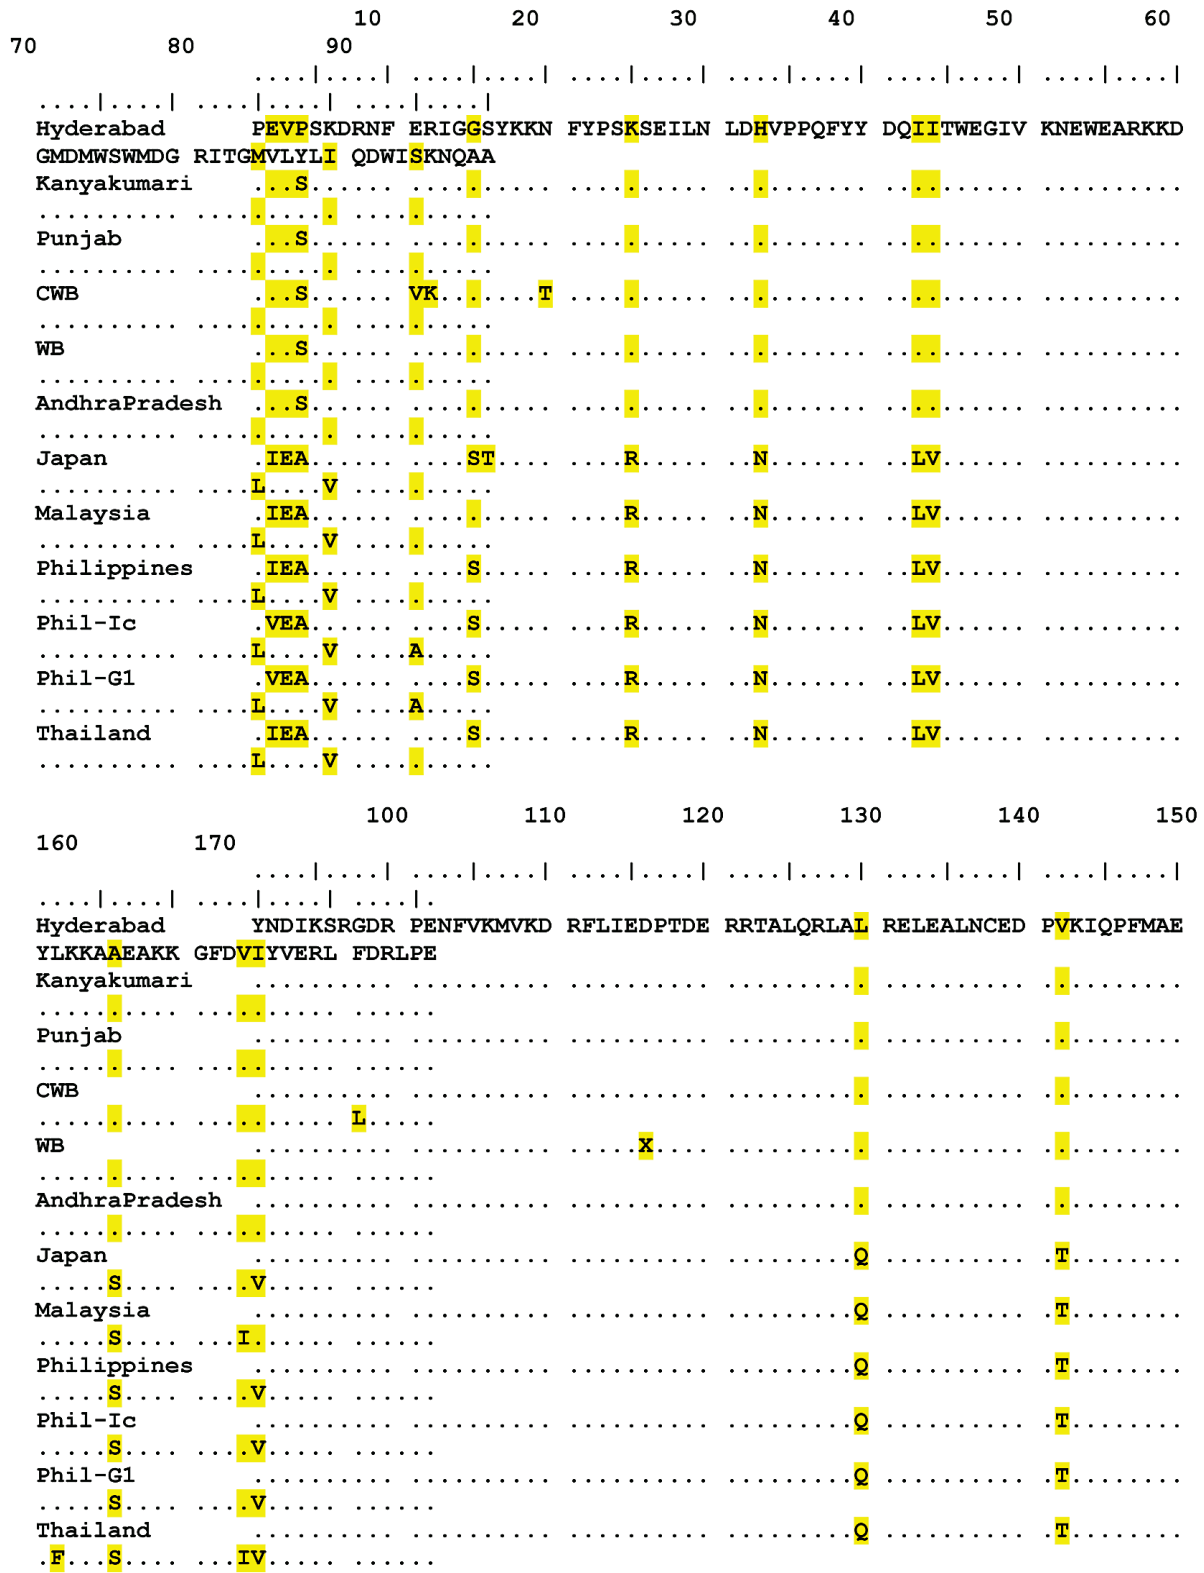 10 20 30 40 50 60
70 80 90
....|....| ....|....| ....|....| ....|....| ....|....| ....|....|
....|....| ....|....| ....|....|
Hyderabad PEVPSKDRNF ERIGGSYKKN FYPSKSEILN LDHVPPQFYY DQIITWEGIV KNEWEARKKD
GMDMWSWMDG RITGMVLYLI QDWISKNQAA
Kanyakumari ...S...... .......... .......... .......... .......... ..........
.......... .......... ..........
Punjab ...S...... .......... .......... .......... .......... ..........
.......... .......... ..........
CWB ...S...... VK.......T .......... .......... .......... ..........
.......... .......... ..........
WB ...S...... .......... .......... .......... .......... ..........
.......... .......... ..........
AndhraPradesh ...S...... .......... .......... .......... .......... ..........
.......... .......... ..........
Japan .IEA...... ....ST.... ....R..... ..N....... ..LV...... ..........
.......... ....L....V ..........
Malaysia .IEA...... .......... ....R..... ..N....... ..LV...... ..........
.......... ....L....V ..........
Philippines .IEA...... ....S..... ....R..... ..N....... ..LV...... ..........
.......... ....L....V ..........
Phil-Ic .VEA...... ....S..... ....R..... ..N....... ..LV...... ..........
.......... ....L....V ....A.....
Phil-G1 .VEA...... ....S..... ....R..... ..N....... ..LV...... ..........
.......... ....L....V ....A.....
Thailand .IEA...... ....S..... ....R..... ..N....... ..LV...... ..........
.......... ....L....V ..........
100 110 120 130 140 150
160 170
....|....| ....|....| ....|....| ....|....| ....|....| ....|....|
....|....| ....|....| ....|.
Hyderabad YNDIKSRGDR PENFVKMVKD RFLIEDPTDE RRTALQRLAL RELEALNCED PVKIQPFMAE
YLKKAAEAKK GFDVIYVERL FDRLPE
Kanyakumari .......... .......... .......... .......... .......... ..........
.......... .......... ......
Punjab .......... .......... .......... .......... .......... ..........
.......... .......... ......
CWB .......... .......... .......... .......... .......... ..........
.......... .......... L.....
WB .......... .......... .....X.... .......... .......... ..........
.......... .......... ......
AndhraPradesh .......... .......... .......... .......... .......... ..........
.......... .......... ......
Japan .......... .......... .......... .........Q .......... .T........
.....S.... ....V..... ......
Malaysia .......... .......... .......... .........Q .......... .T........
.....S.... ...I...... ......
Philippines .......... .......... .......... .........Q .......... .T........
.....S.... ....V..... ......
Phil-Ic .......... .......... .......... .........Q .......... .T........
.....S.... ....V..... ......
Phil-G1 .......... .......... .......... .........Q .......... .T........
.....S.... ....V..... ......
Thailand .......... .......... .......... .........Q .......... .T........
.F...S.... ...IV..... ......